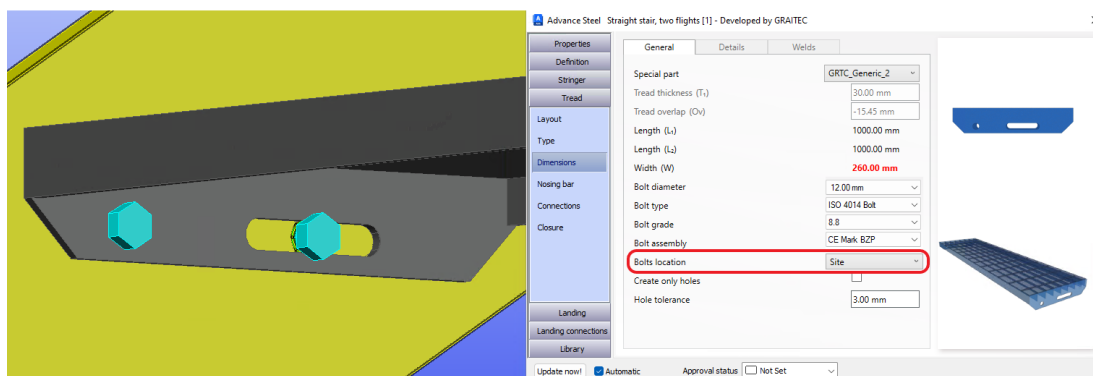 Advance Steel Straight stair, two flights [1] - Developed by GRAITEC
Properties
Definition
Stringer
Tread
Layout
Type
Dimensions
Nosing bar
Connections
Closure
Landing
Landing connections
Library
General Details Welds
Special part GRTC_Generic_2
Tread thickness (T₁) 30.00 mm
Tread overlap (Ov) -15.45 mm
Length (L₁) 1000.00 mm
Length (L₂) 1000.00 mm
Width (W) 260.00 mm
Bolt diameter 12.00 mm
Bolt type ISO 4014 Bolt
Bolt grade 8.8
Bolt assembly CE Mark BZP
Bolts location Site
Create only holes
Hole tolerance 3.00 mm
Update now! Automatic Approval status Not Set